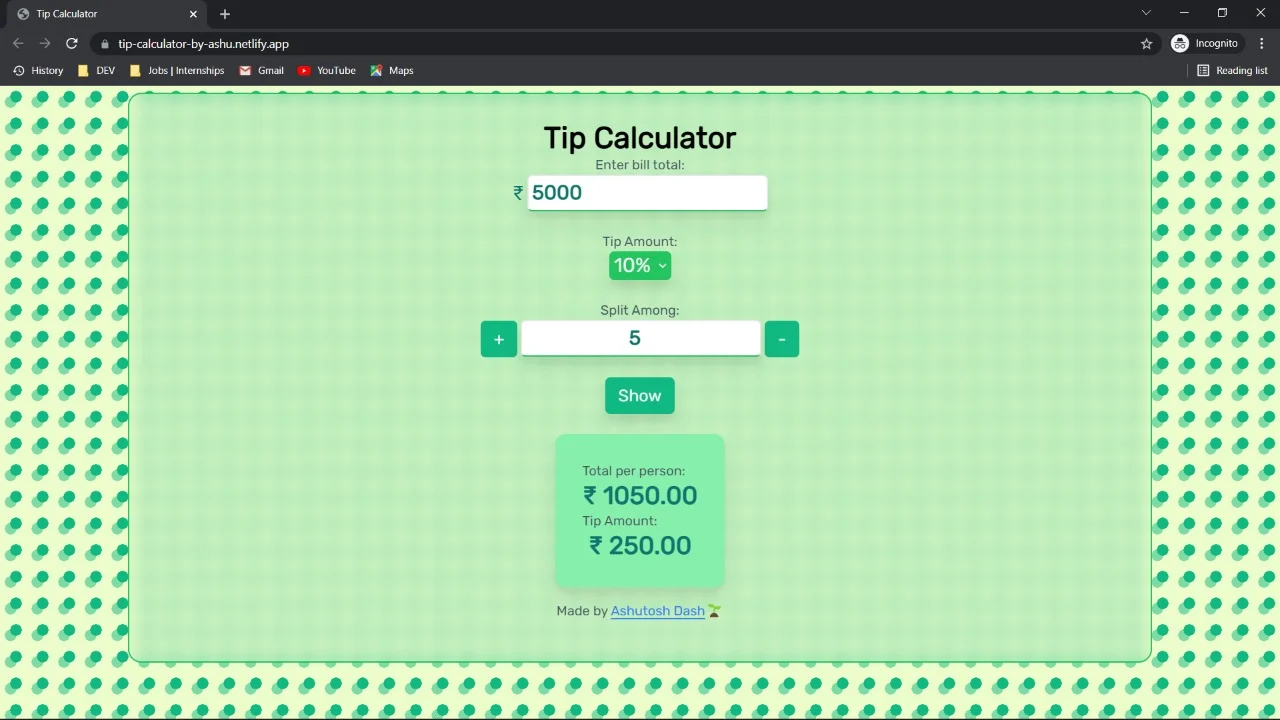 Tip Calculator
tip-calculator-by-ashu.netlify.app
Incognito
History DEV Jobs | Internships Gmail YouTube Maps Reading list
Tip Calculator
Enter bill total:
₹ 5000
Tip Amount:
10%
Split Among:
+ 5 -
Show
Total per person:
₹ 1050.00
Tip Amount:
₹ 250.00
Made by Ashutosh Dash🌱